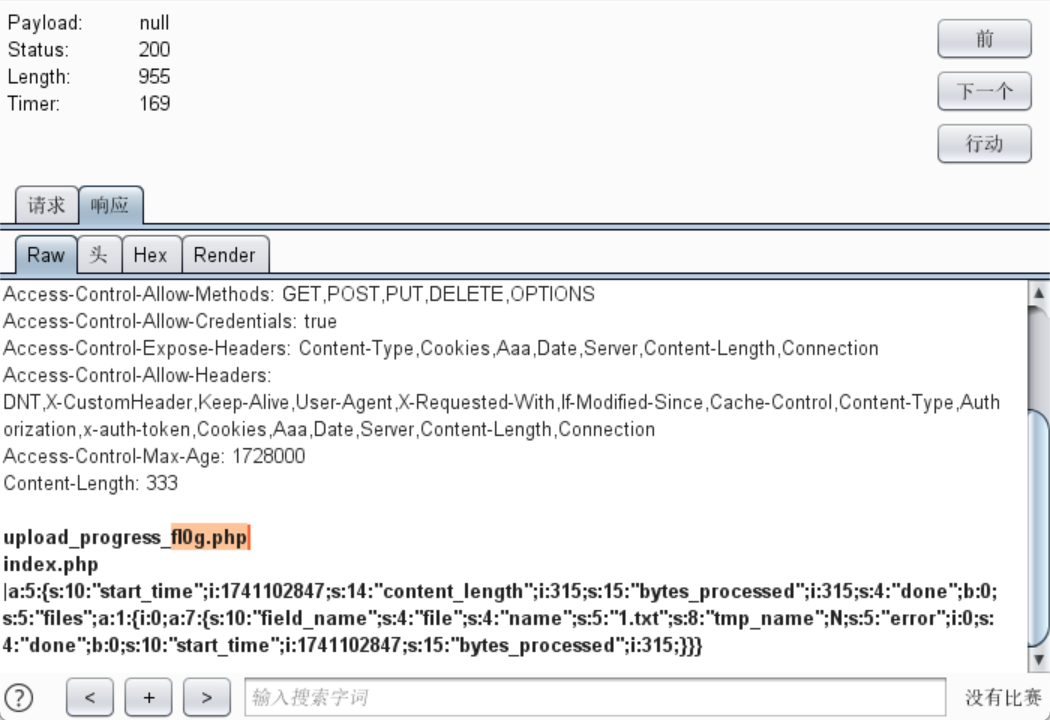 Payload: null
Status: 200
Length: 955
Timer: 169
前
下一个
行动
请求 响应
Raw 头 Hex Render
Access-Control-Allow-Methods: GET,POST,PUT,DELETE,OPTIONS
Access-Control-Allow-Credentials: true
Access-Control-Expose-Headers: Content-Type,Cookies,Aaa,Date,Server,Content-Length,Connection
Access-Control-Allow-Headers:
DNT,X-CustomHeader,Keep-Alive,User-Agent,X-Requested-With,If-Modified-Since,Cache-Control,Content-Type,Auth
orization,x-auth-token,Cookies,Aaa,Date,Server,Content-Length,Connection
Access-Control-Max-Age: 1728000
Content-Length: 333
upload_progress_fl0g.php
index.php
|a:5:{s:10:"start_time";i:1741102847;s:14:"content_length";i:315;s:15:"bytes_processed";i:315;s:4:"done";b:0;
s:5:"files";a:1:{i:0;a:7:{s:10:"field_name";s:4:"file";s:4:"name";s:5:"1.txt";s:8:"tmp_name";N;s:5:"error";i:0;s:
4:"done";b:0;s:10:"start_time";i:1741102847;s:15:"bytes_processed";i:315;}}}
? < + > 输入搜索字词 没有比赛